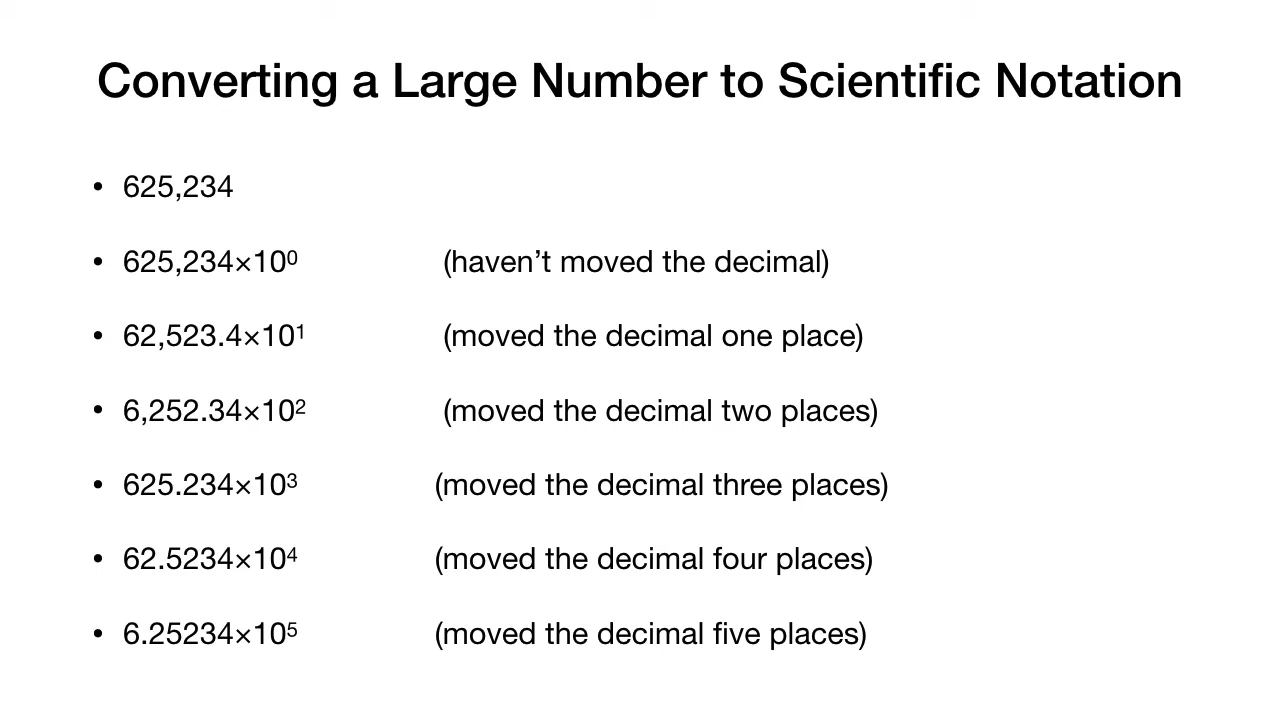 Converting a Large Number to Scientific Notation
• 625,234
• 625,234×10⁰ (haven’t moved the decimal)
• 62,523.4×10¹ (moved the decimal one place)
• 6,252.34×10² (moved the decimal two places)
• 625.234×10³ (moved the decimal three places)
• 62.5234×10⁴ (moved the decimal four places)
• 6.25234×10⁵ (moved the decimal five places)